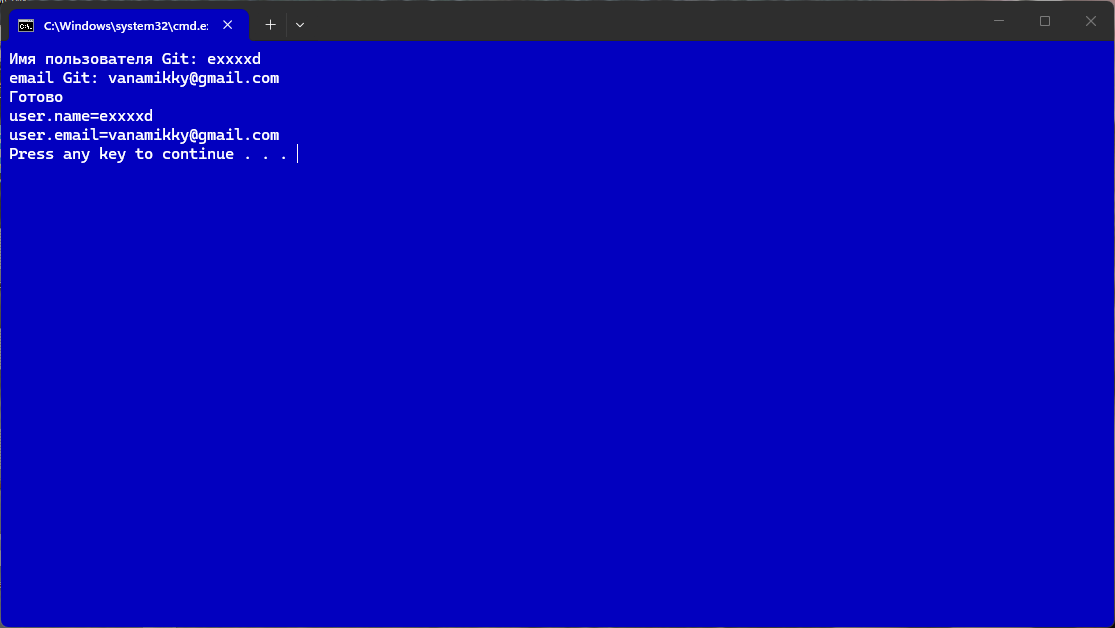 C:\Windows\system32\cmd.e:
Имя пользователя Git: exxxxd
email Git: vanamikky@gmail.com
Готово
user.name=exxxxd
user.email=vanamikky@gmail.com
Press any key to continue . . .